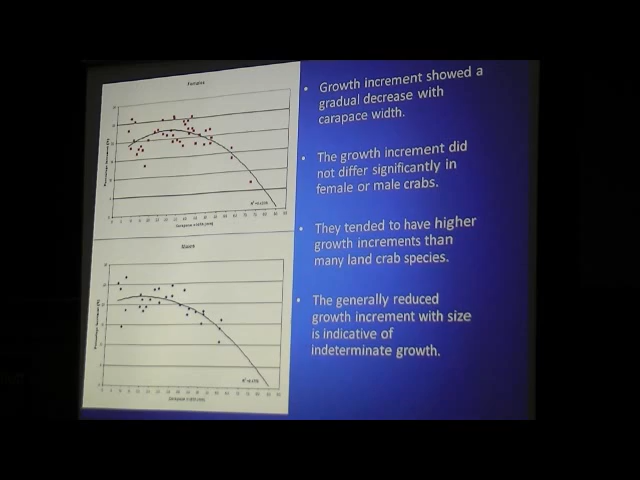 Females
• Growth increment showed a
gradual decrease with
carapace width.
• The growth increment did
not differ significantly in
female or male crabs.
• They tended to have higher
growth increments than
many land crab species.
• The generally reduced
growth increment with size
is indicative of
indeterminate growth.
Males